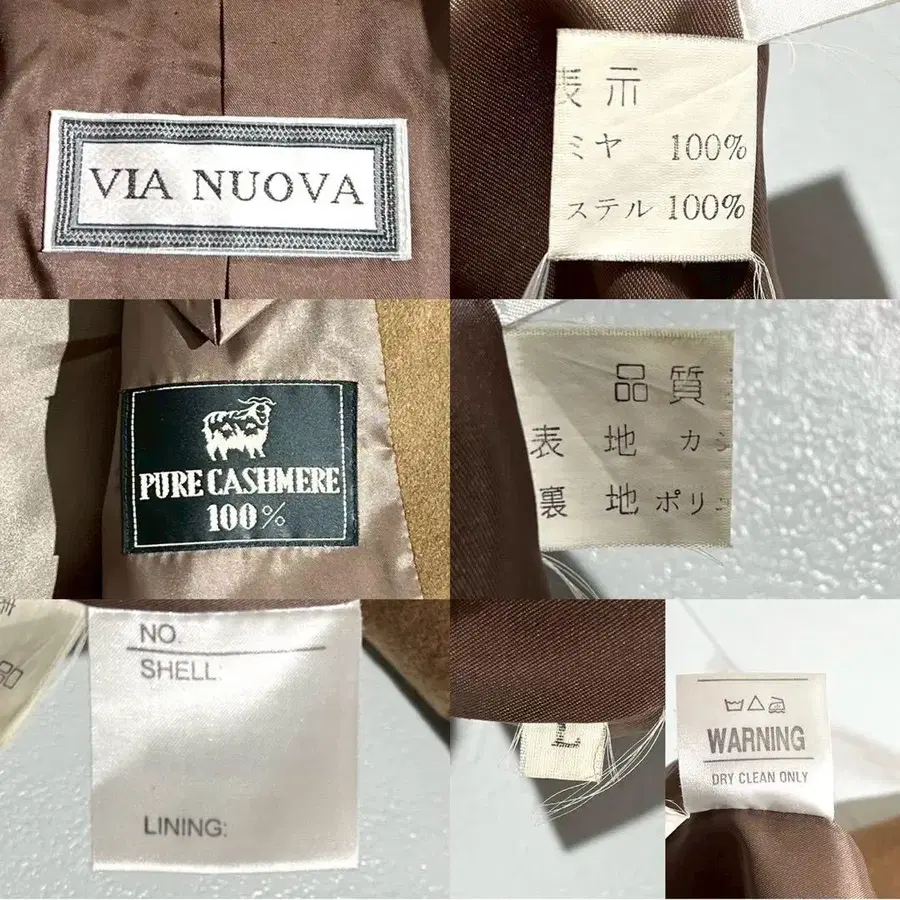 VIA NUOVA
表示
ミヤ 100%
ステル 100%
PURE CASHMERE
100%
品質
表地 カシ
裏地 ポリ
NO.
SHELL:
LINING:
L
WARNING
DRY CLEAN ONLY